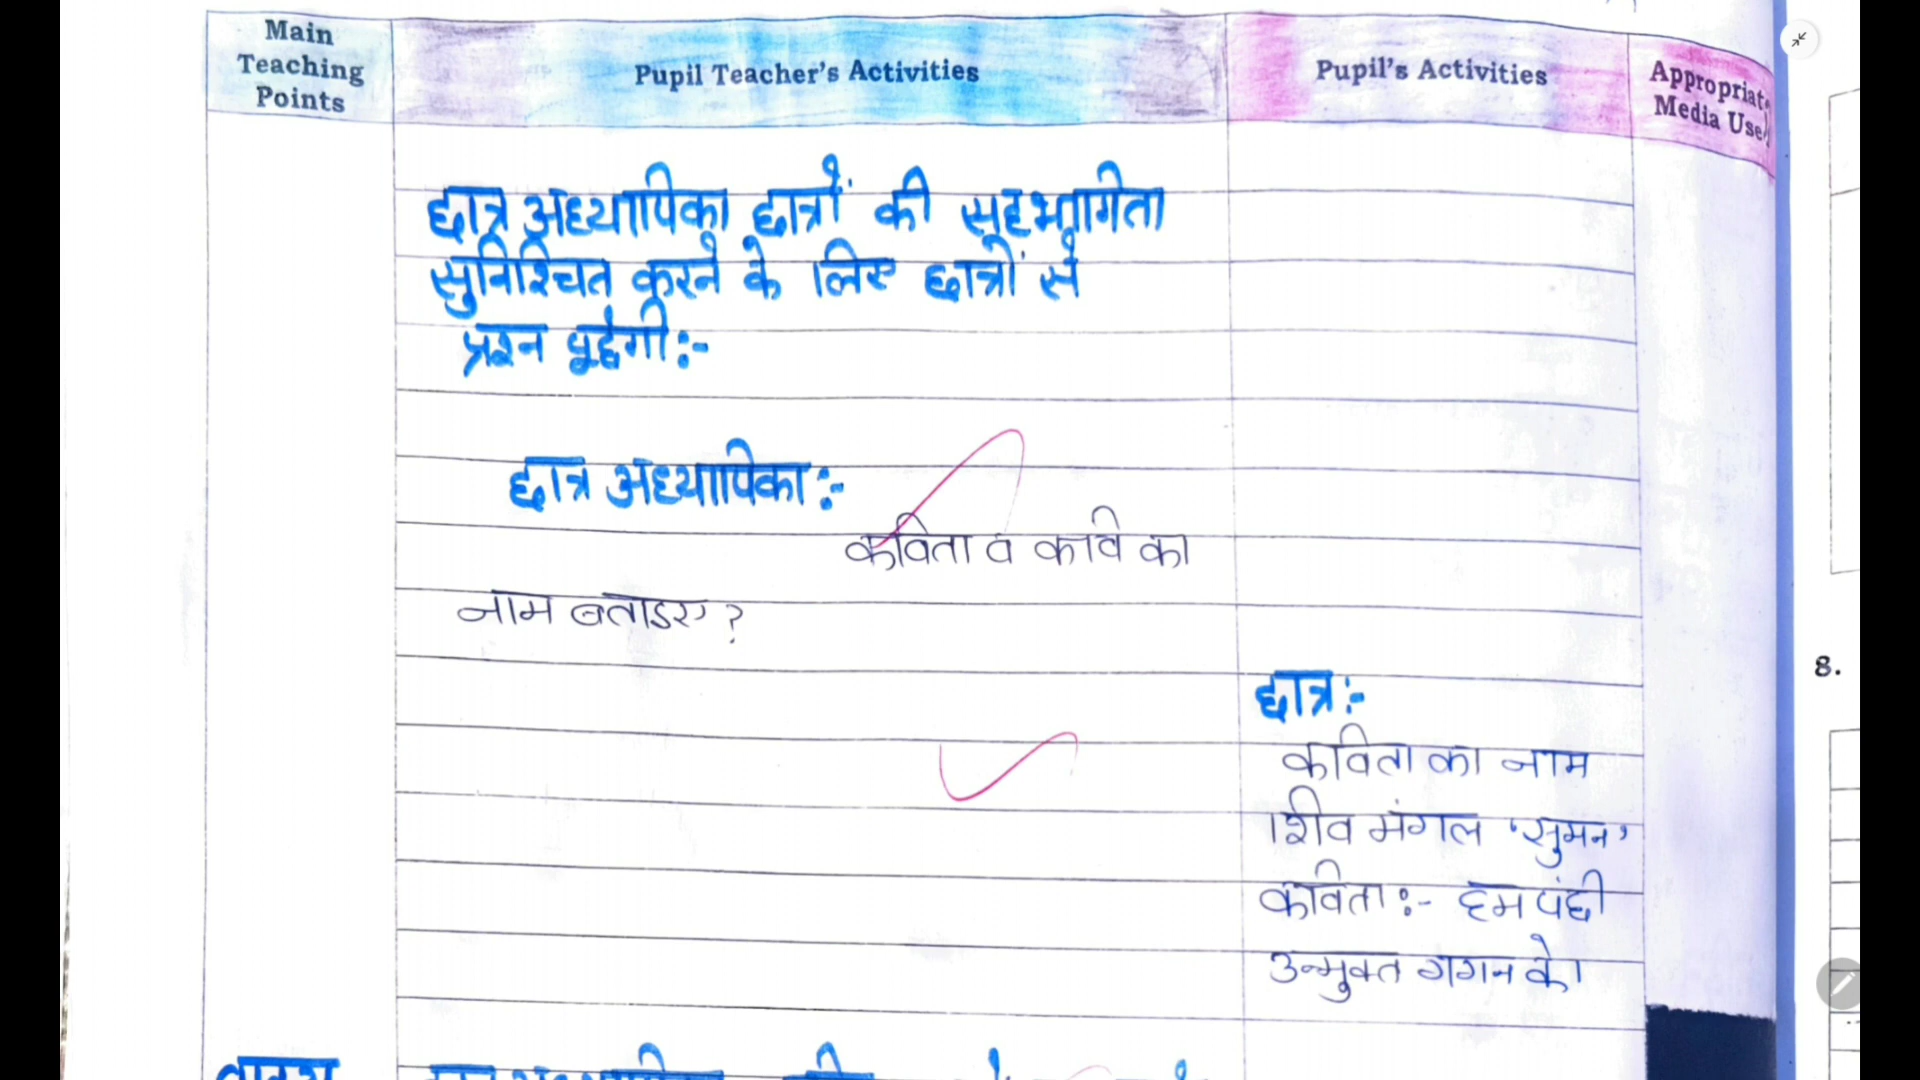 Main
Teaching
Points
Pupil Teacher's Activities
Pupil's Activities
Appropriate
Media Used
छात्र अध्यापिका छात्रों की सहभागिता
सुनिश्चित करने के लिए छात्रों से
प्रश्न पूछेगी:-
छात्र अध्यापिका:-
कविता व कवि का
नाम बताइए?
छात्र:-
कविता का नाम
शिव मंगल 'सुमन'
कविता:- हम पंछी
उन्मुक्त गगन के।
8.